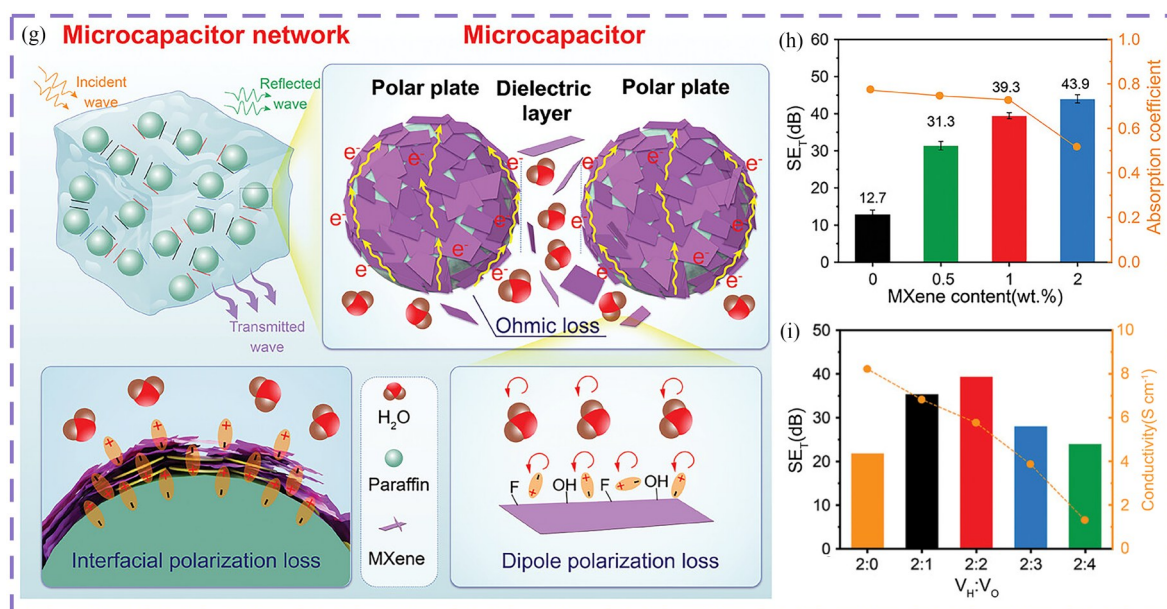 (g)
Microcapacitor network
Microcapacitor
Incident
wave
Reflected
wave
Transmitted
wave
Polar plate
Dielectric
layer
Polar plate
e-
e-
e-
e-
e-
e-
e-
e-
e-
e-
e-
e-
Ohmic loss
+
+
+
+
+
-
-
-
-
-
Interfacial polarization loss
H2O
Paraffin
MXene
F
OH
F
OH
+
-
+
-
+
-
+
-
Dipole polarization loss
(h)
60
50
40
30
20
10
0
SET(dB)
12.7
31.3
39.3
43.9
0
0.5
1
2
MXene content(wt.%)
1.0
0.8
0.6
0.4
0.2
0.0
Absorption coefficient
(i)
50
40
30
20
10
0
SET(dB)
2:0
2:1
2:2
2:3
2:4
VH:VO
10
8
6
4
2
0
Conductivity(S cm-1)